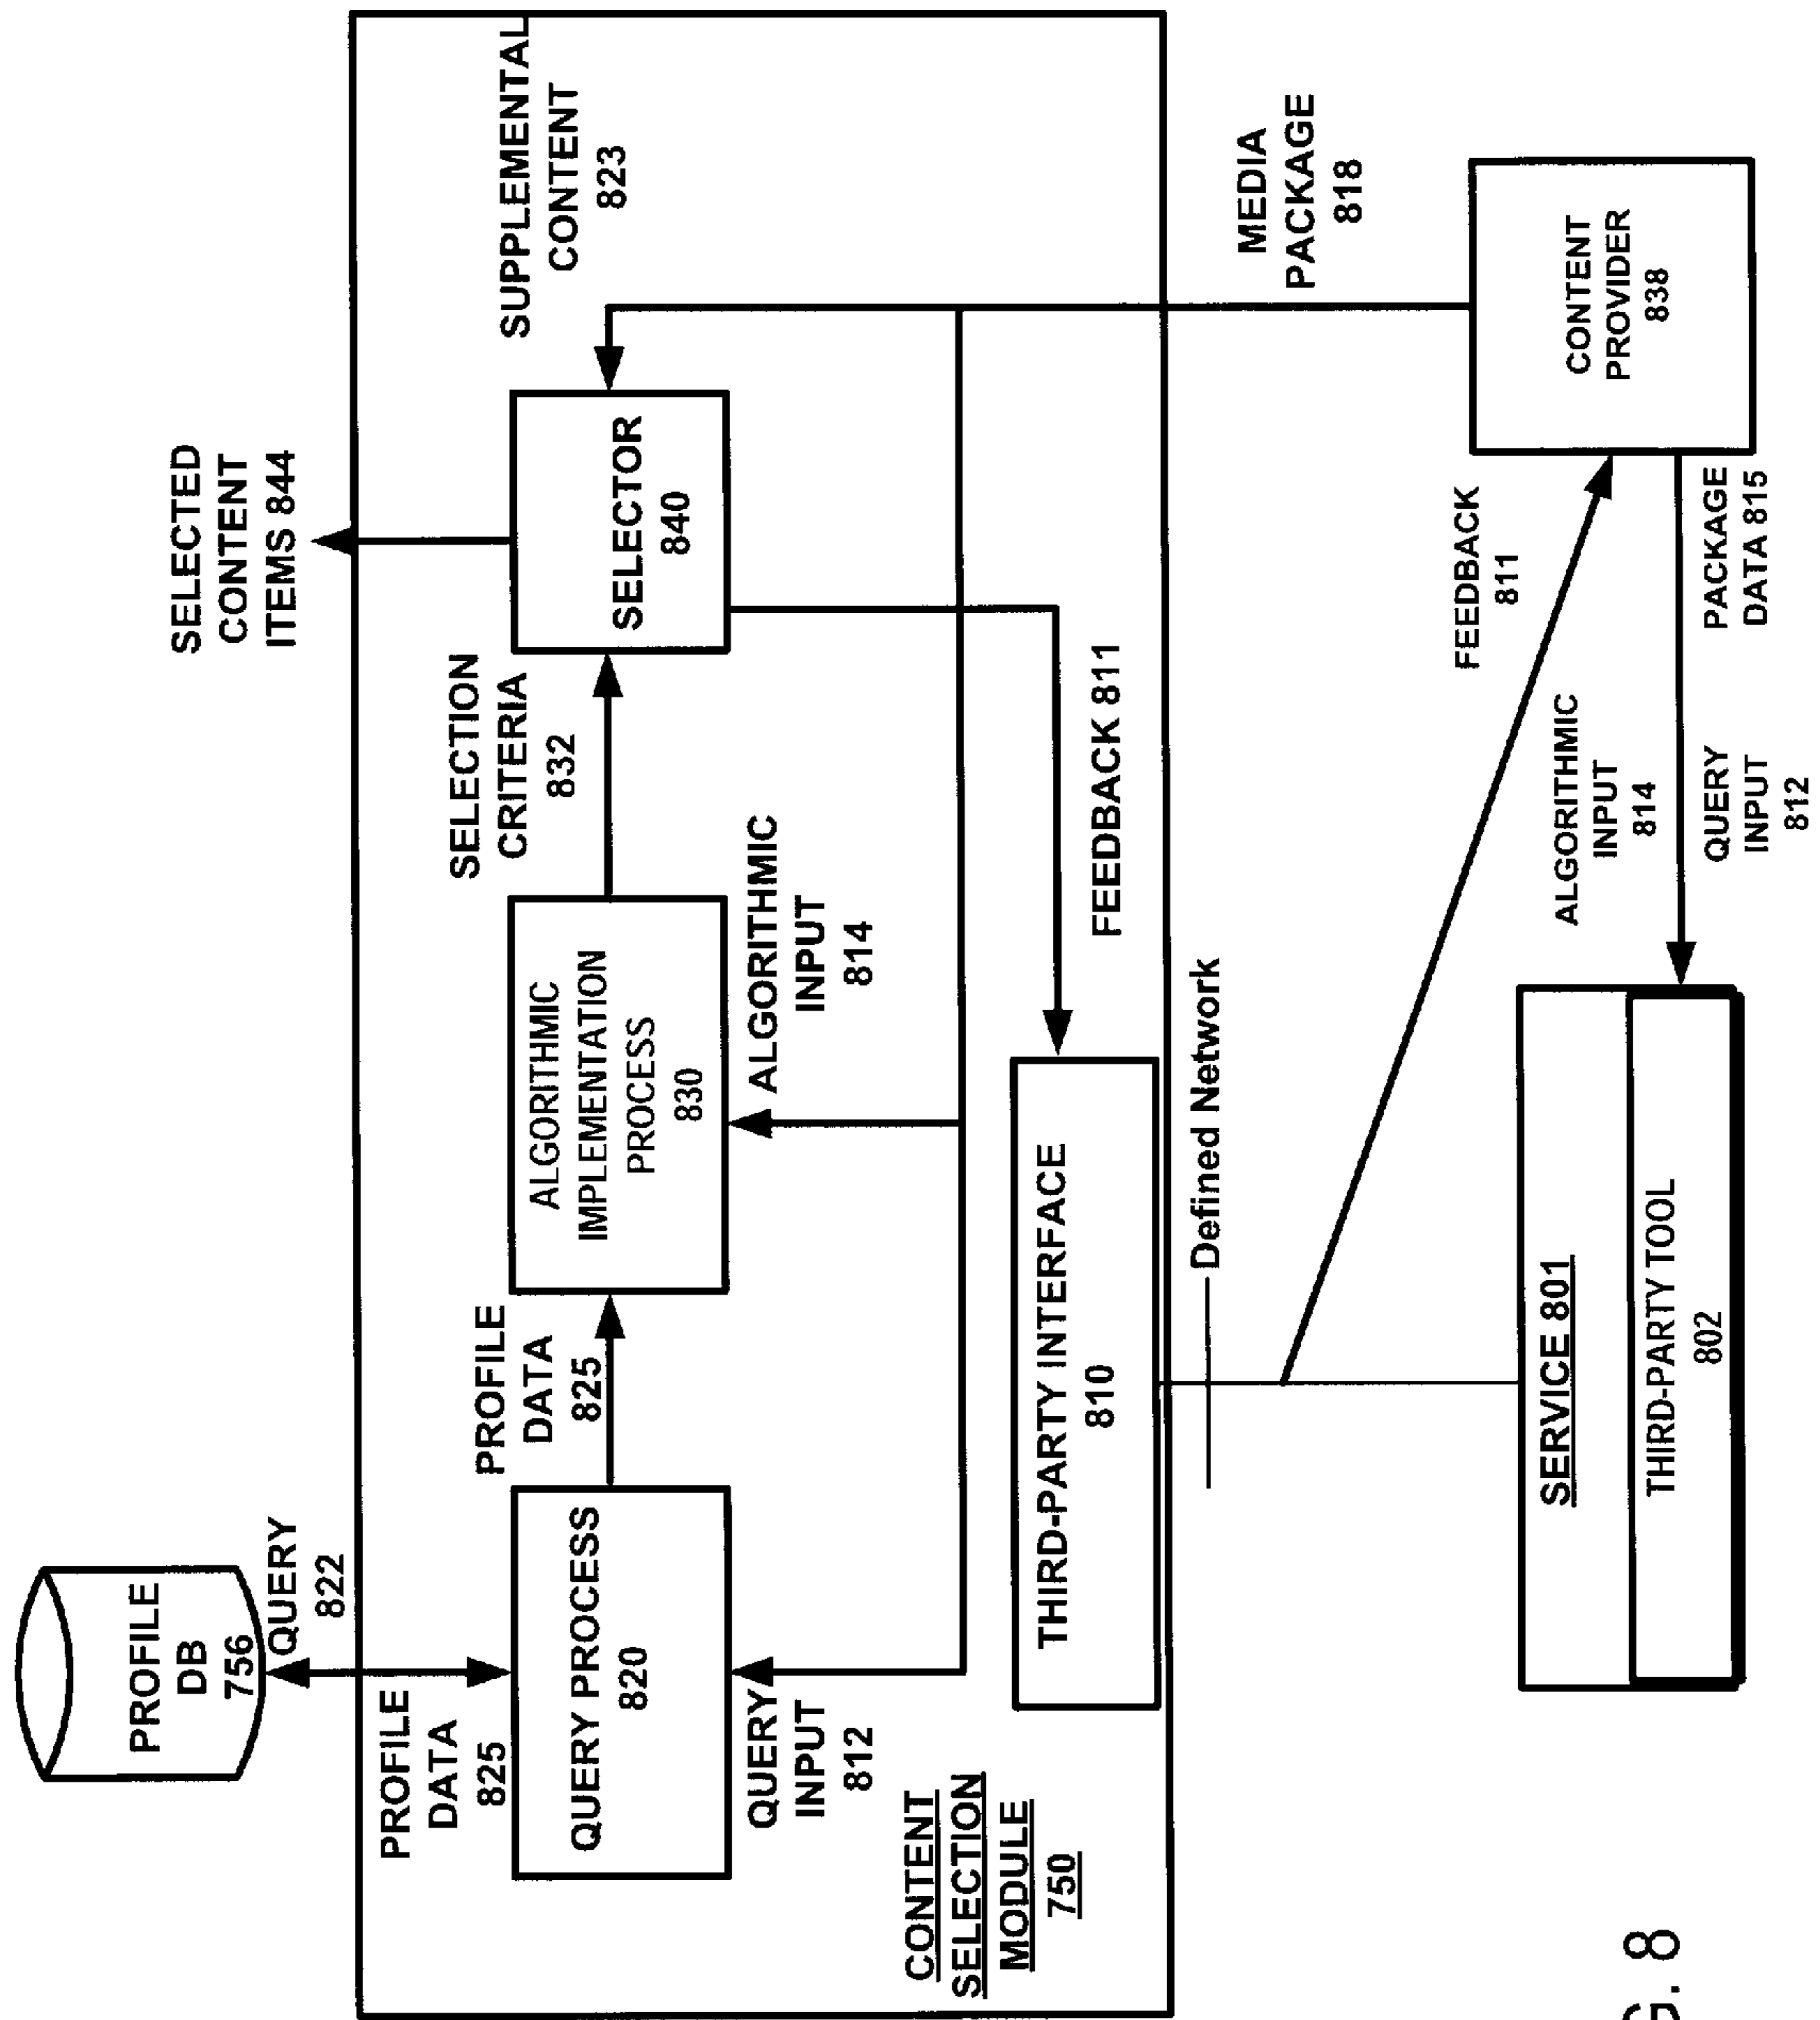 PROFILE
DB
756
QUERY
822
PROFILE
DATA
825
SELECTED
CONTENT
ITEMS 844
QUERY PROCESS
820
PROFILE
DATA
825
ALGORITHMIC
IMPLEMENTATION
PROCESS
830
SELECTION
CRITERIA
832
SELECTOR
840
SUPPLEMENTAL
CONTENT
823
QUERY
INPUT
812
ALGORITHMIC
INPUT
814
CONTENT
SELECTION
MODULE
750
THIRD-PARTY INTERFACE
810
FEEDBACK 811
Defined Network
MEDIA
PACKAGE
818
FEEDBACK
811
CONTENT
PROVIDER
838
ALGORITHMIC
INPUT
814
PACKAGE
DATA 815
QUERY
INPUT
812
SERVICE 801
THIRD-PARTY TOOL
802
G. 8